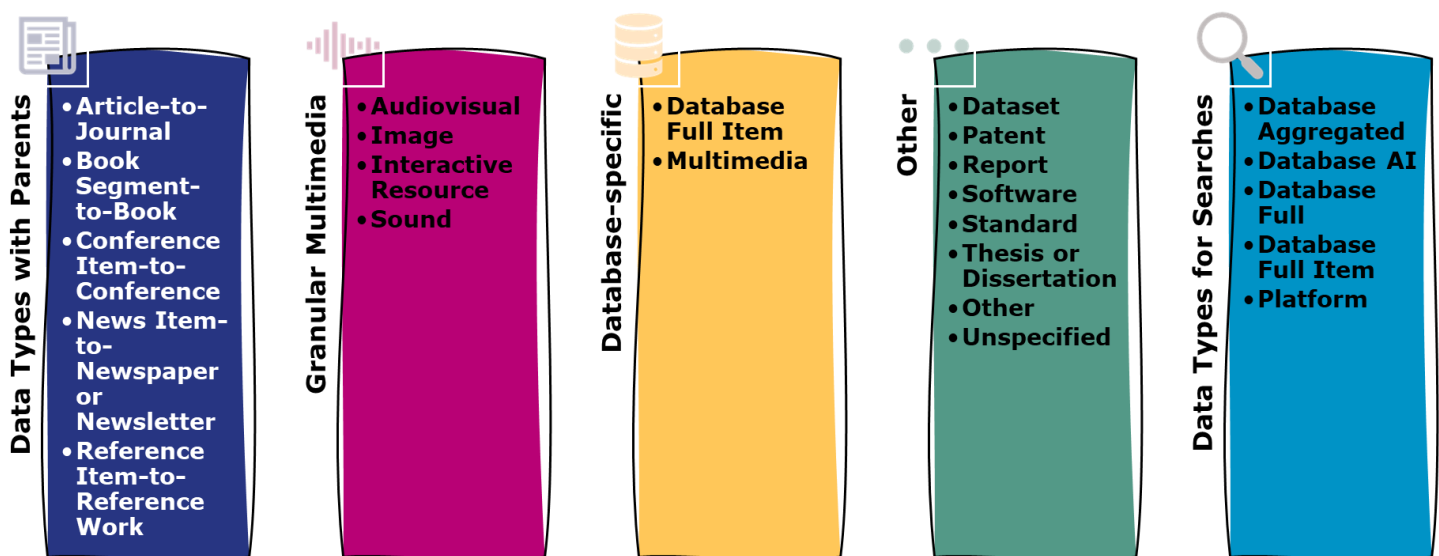 Data Types with Parents
•Article-to-
Journal
•Book
Segment-
to-Book
•Conference
Item-to-
Conference
•News Item-
to-
Newspaper
or
Newsletter
•Reference
Item-to-
Reference
Work
Granular Multimedia
•Audiovisual
•Image
•Interactive
Resource
•Sound
Database-specific
•Database
Full Item
•Multimedia
Other
•Dataset
•Patent
•Report
•Software
•Standard
•Thesis or
Dissertation
•Other
•Unspecified
Data Types for Searches
•Database
Aggregated
•Database AI
•Database
Full
•Database
Full Item
•Platform